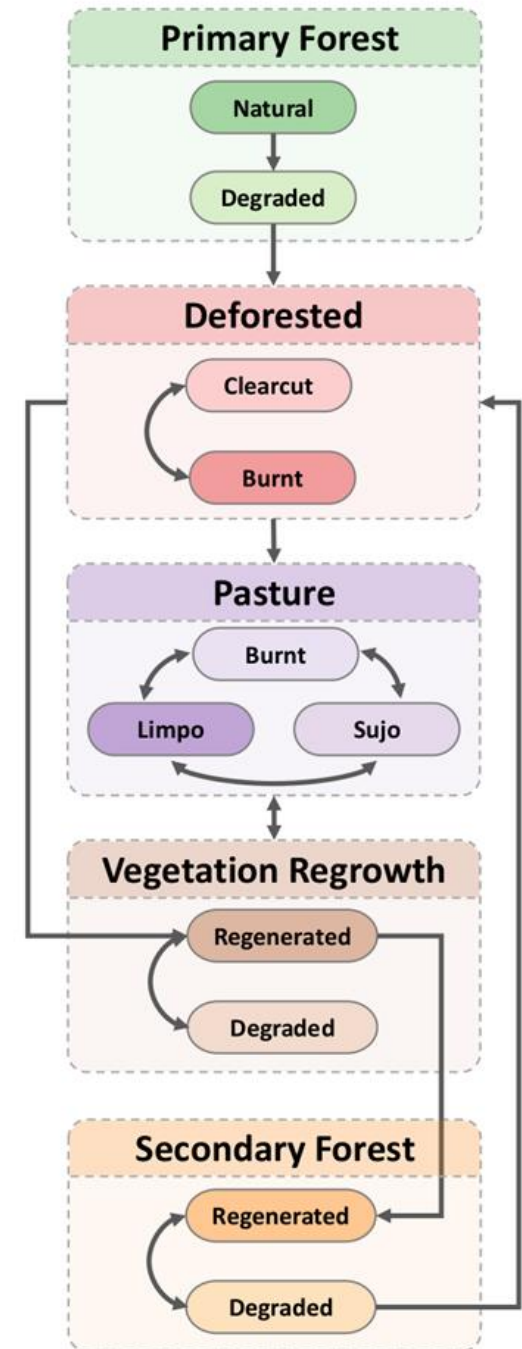 Primary Forest
Natural
Degraded
Deforested
Clearcut
Burnt
Pasture
Burnt
Limpo
Sujo
Vegetation Regrowth
Regenerated
Degraded
Secondary Forest
Regenerated
Degraded